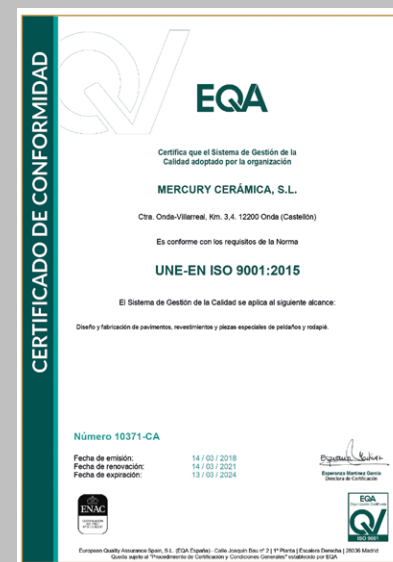 CERTIFICADO DE CONFORMIDAD
EQA
Certifica que el Sistema de Gestión de la
Calidad adoptado por la organización
MERCURY CERÁMICA, S.L.
Ctra. Onda-Villarreal, Km. 3,4. 12200 Onda (Castellón)
Es conforme con los requisitos de la Norma
UNE-EN ISO 9001:2015
El Sistema de Gestión de la Calidad se aplica al siguiente alcance:
Diseño y fabricación de pavimentos, revestimientos y piezas especiales de peldaños y rodapié.
Número 10371-CA
Fecha de emisión: 14 / 03 / 2018
Fecha de renovación: 14 / 03 / 2021
Fecha de expiración: 13 / 03 / 2024
Esperanza Martínez García
Directora de Certificación
ENAC
EQA
ISO 9001
European Quality Assurance Spain, S.L. (EQA España) - Calle Joaquín Bau nº 2 | 1ª Planta | Escalera Derecha | 28036 Madrid
Queda sujeto al "Procedimiento de Certificación y Condiciones Generales" establecido por EQA